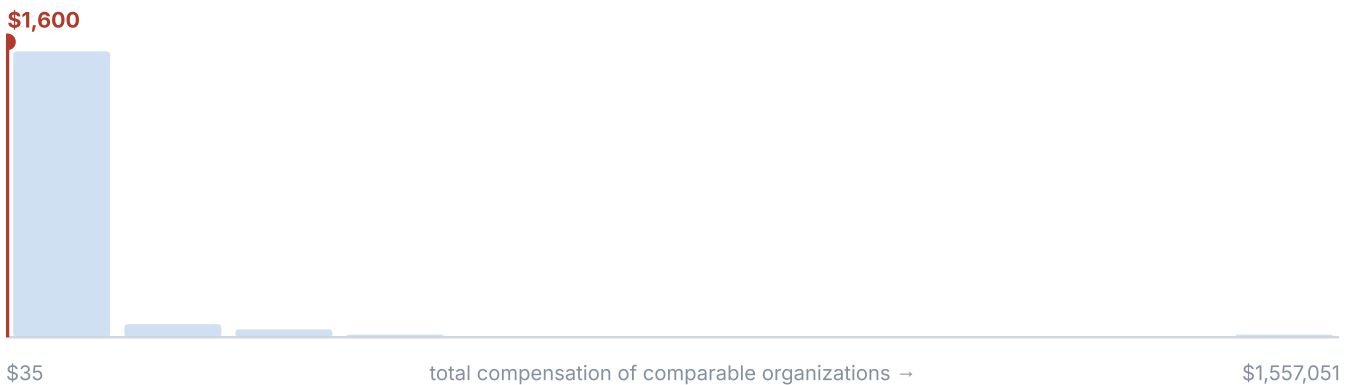 $1,600
$35
total compensation of comparable organizations →
$1,557,051